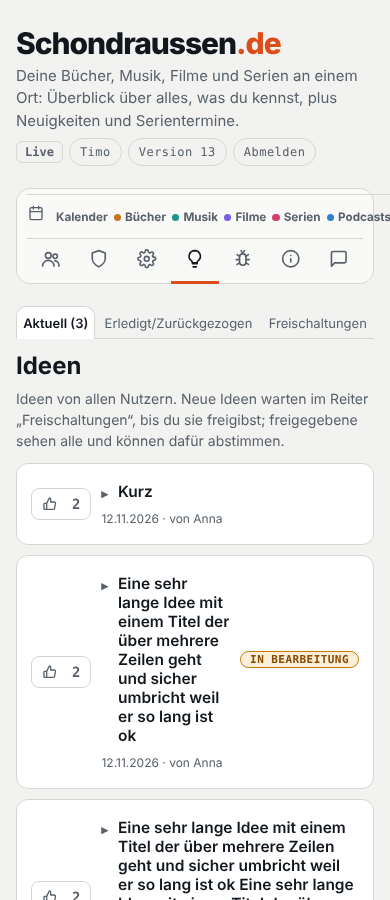 Schondraussen.de
Deine Bücher, Musik, Filme und Serien an einem
Ort: Überblick über alles, was du kennst, plus
Neuigkeiten und Serientermine.
Live Timo Version 13 Abmelden
Kalender Bücher Musik Filme Serien Podcasts
Aktuell (3) Erledigt/Zurückgezogen Freischaltungen
Ideen
Ideen von allen Nutzern. Neue Ideen warten im Reiter
„Freischaltungen“, bis du sie freigibst; freigegebene
sehen alle und können dafür abstimmen.
2 Kurz
12.11.2026 · von Anna
Eine sehr
lange Idee mit
einem Titel der
über mehrere
Zeilen geht
und sicher
umbricht weil
er so lang ist
ok
2
IN BEARBEITUNG
12.11.2026 · von Anna
Eine sehr lange Idee mit einem
Titel der über mehrere Zeilen
geht und sicher umbricht weil
er so lang ist ok Eine sehr lange
2